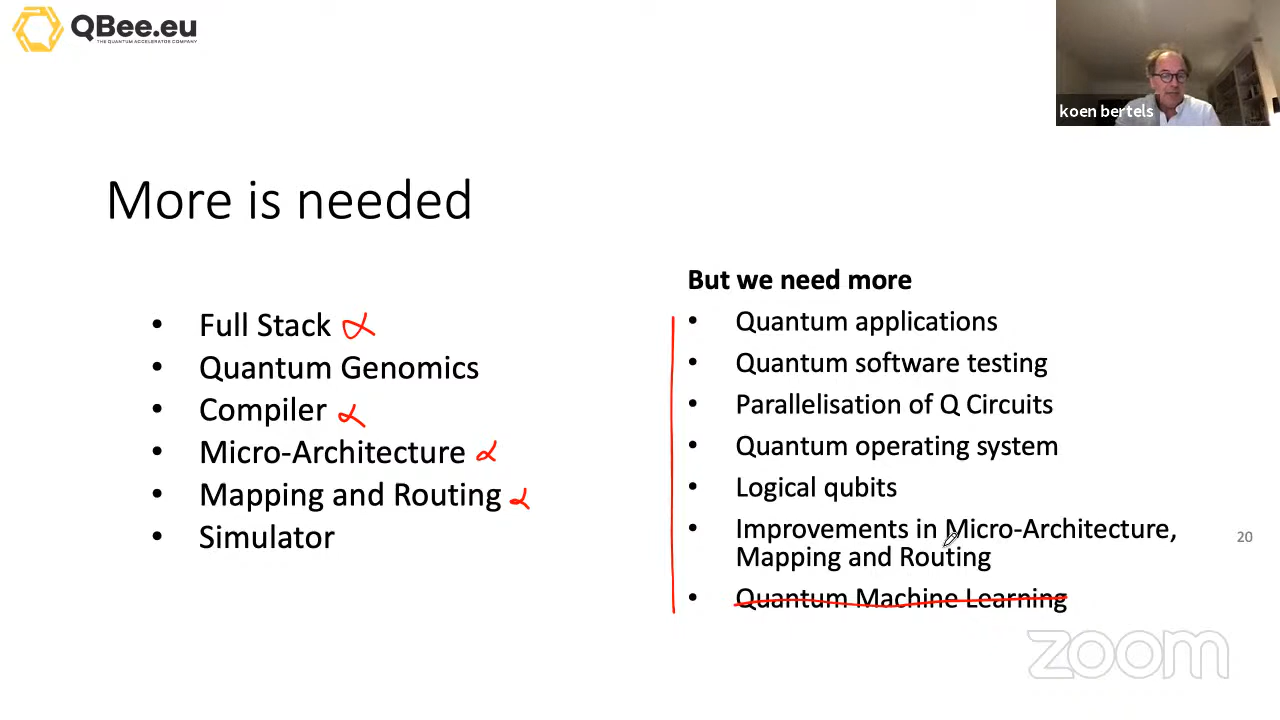 QBee.eu
THE QUANTUM ACCELERATOR COMPANY
koen bertels
More is needed
• Full Stack α
• Quantum Genomics
• Compiler α
• Micro-Architecture α
• Mapping and Routing α
• Simulator
But we need more
• Quantum applications
• Quantum software testing
• Parallelisation of Q Circuits
• Quantum operating system
• Logical qubits
• Improvements in Micro-Architecture,
Mapping and Routing
• Quantum Machine Learning
20
zoom